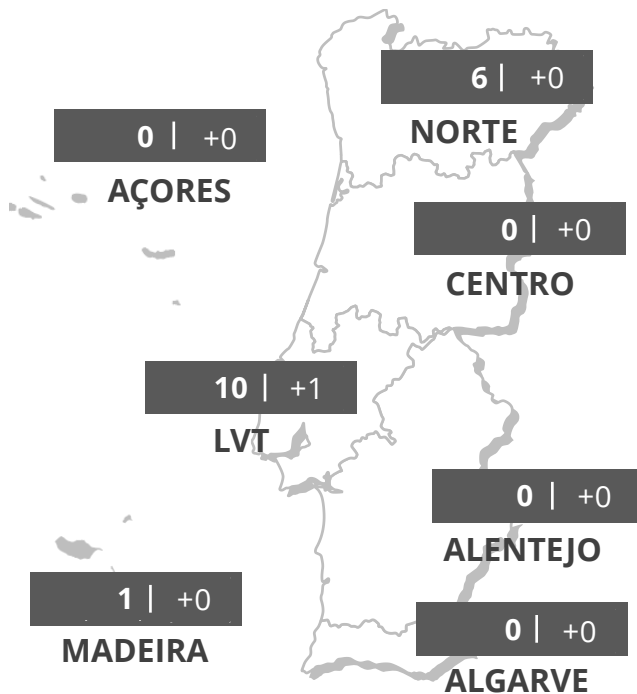 6 | +0
NORTE
0 | +0
AÇORES
0 | +0
CENTRO
10 | +1
LVT
0 | +0
ALENTEJO
1 | +0
MADEIRA
0 | +0
ALGARVE